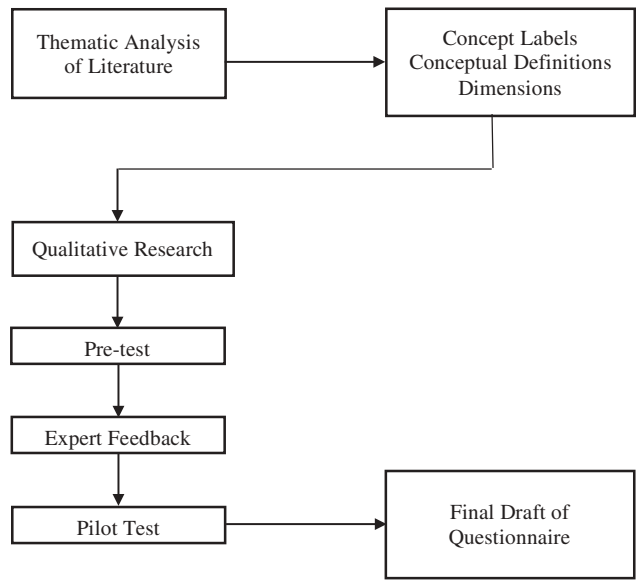 Thematic Analysis
of Literature
Concept Labels
Conceptual Definitions
Dimensions
Qualitative Research
Pre-test
Expert Feedback
Pilot Test
Final Draft of
Questionnaire